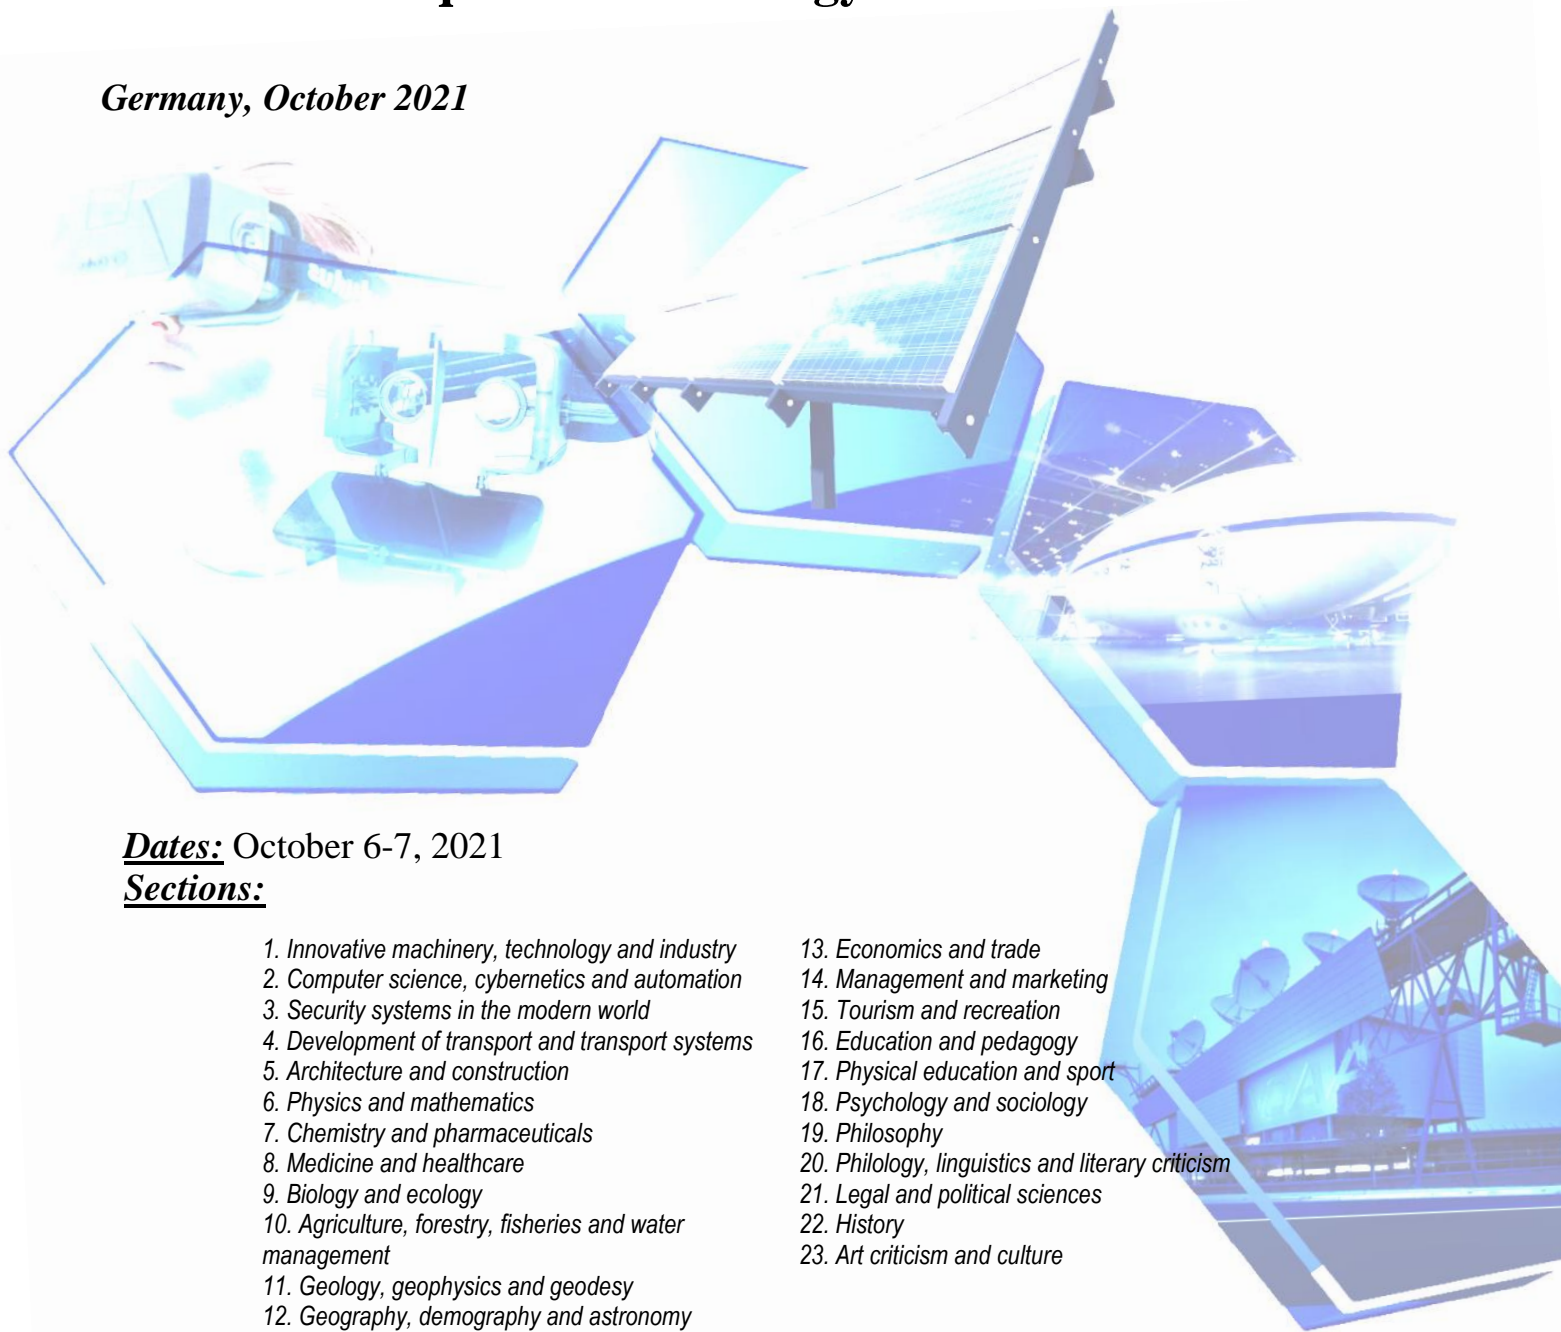 Germany, October 2021
Dates: October 6-7, 2021
Sections:
1. Innovative machinery, technology and industry
2. Computer science, cybernetics and automation
3. Security systems in the modern world
4. Development of transport and transport systems
5. Architecture and construction
6. Physics and mathematics
7. Chemistry and pharmaceuticals
8. Medicine and healthcare
9. Biology and ecology
10. Agriculture, forestry, fisheries and water
management
11. Geology, geophysics and geodesy
12. Geography, demography and astronomy
13. Economics and trade
14. Management and marketing
15. Tourism and recreation
16. Education and pedagogy
17. Physical education and sport
18. Psychology and sociology
19. Philosophy
20. Philology, linguistics and literary criticism
21. Legal and political sciences
22. History
23. Art criticism and culture